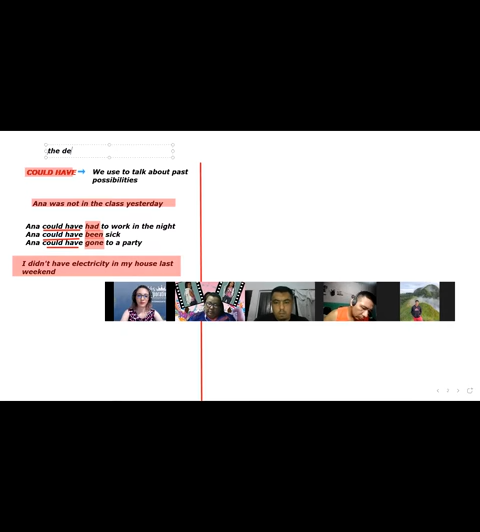 the de
COULD HAVE → We use to talk about past
possibilities
Ana was not in the class yesterday
Ana could have had to work in the night
Ana could have been sick
Ana could have gone to a party
I didn't have electricity in my house last
weekend
2